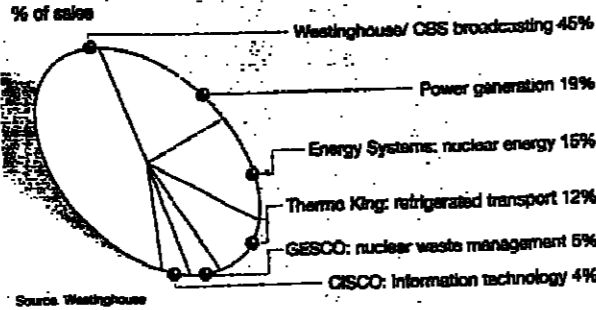 % of sales
Westinghouse/ CBS broadcasting 45%
Power generation 19%
Energy Systems: nuclear energy 15%
Thermo King: refrigerated transport 12%
GESCO: nuclear waste management 5%
CISCO: Information technology 4%
Source: Westinghouse